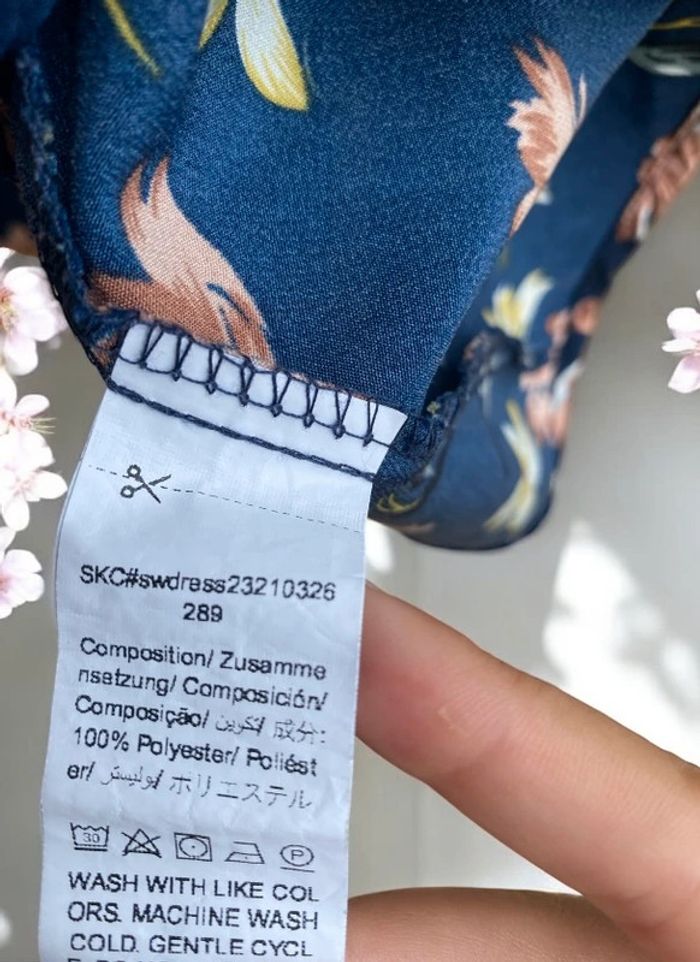 SKC#swdress23210326
289
Composition/ Zusamme
nsetzung/ Composición/
Composição/ تكوين/ 成分:
100% Polyester/ Poliést
er/ بوليستر/ ポリエステル
30
P
WASH WITH LIKE COL
ORS. MACHINE WASH
COLD. GENTLE CYCL